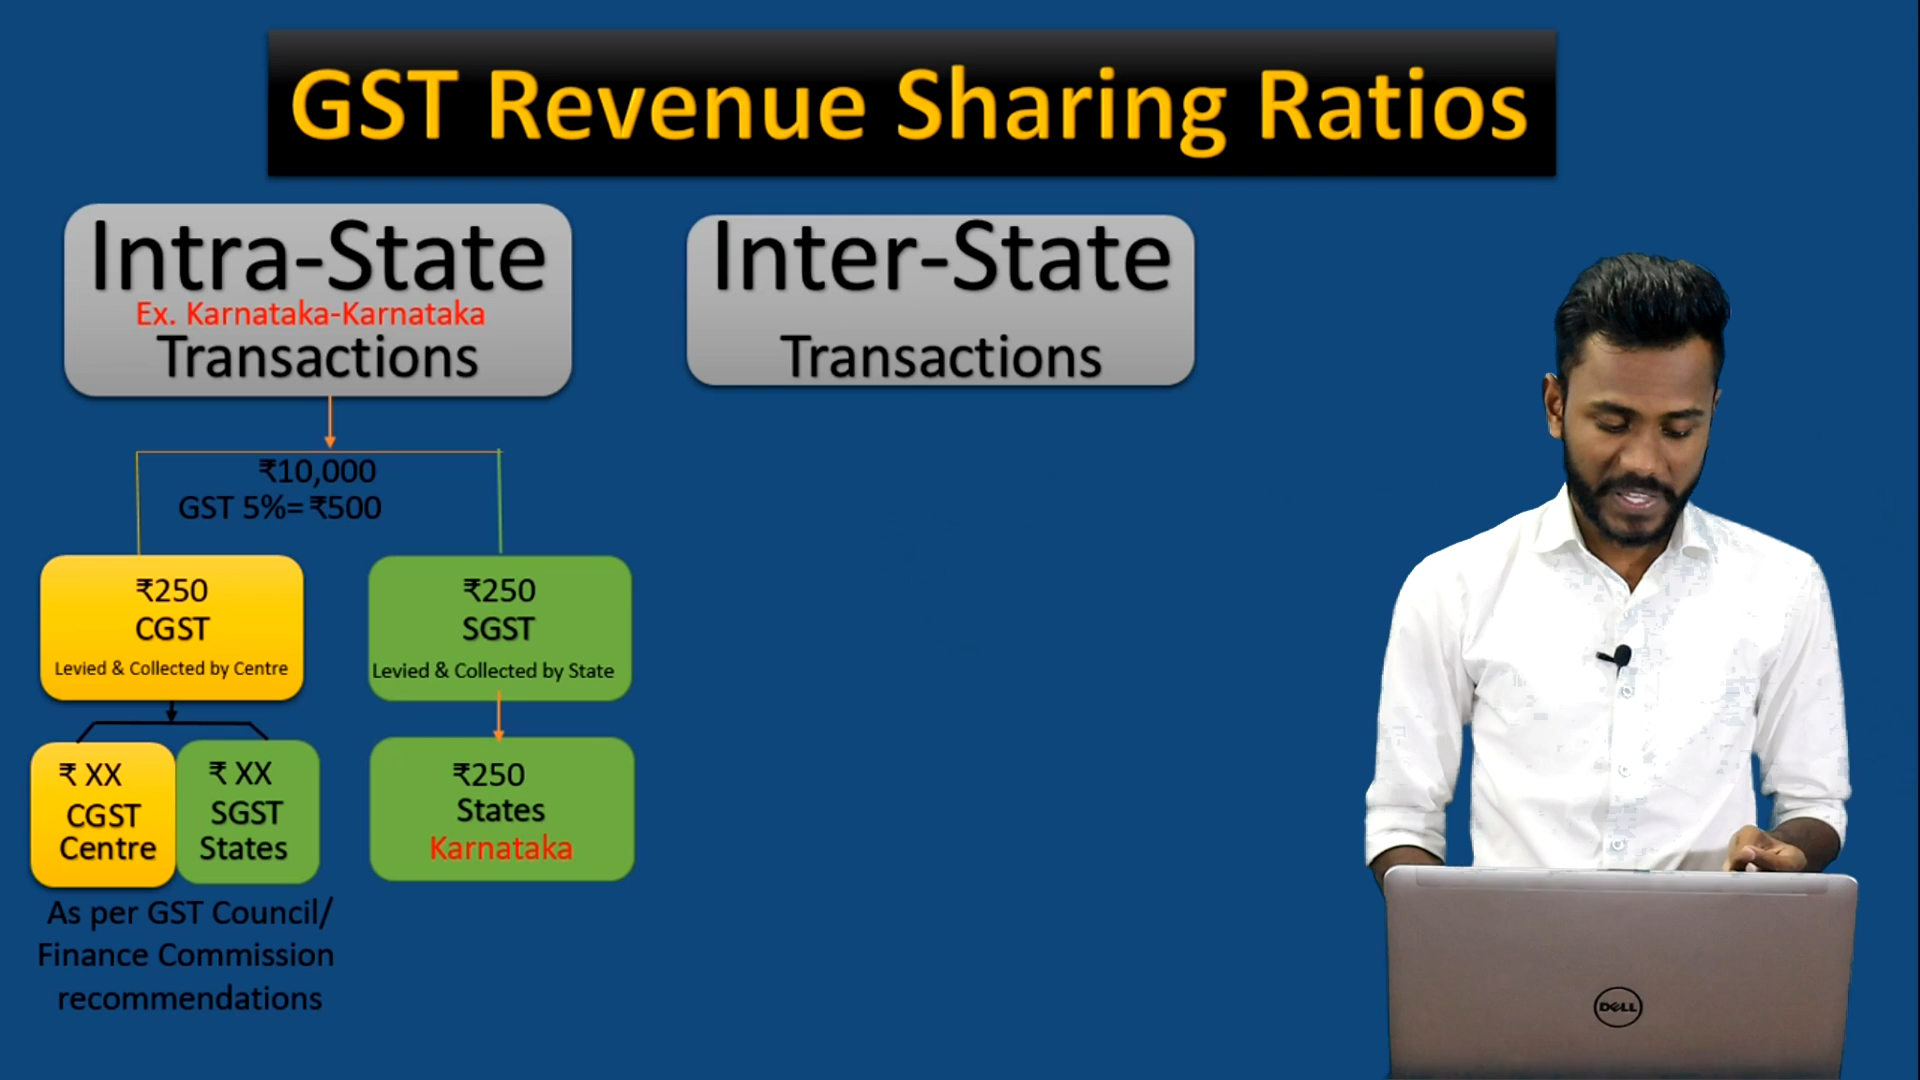 GST Revenue Sharing Ratios
Intra-State
Ex. Karnataka-Karnataka
Transactions
Inter-State
Transactions
₹10,000
GST 5%= ₹500
₹250
CGST
Levied & Collected by Centre
₹250
SGST
Levied & Collected by State
₹ XX
CGST
Centre
₹ XX
SGST
States
₹250
States
Karnataka
As per GST Council/
Finance Commission
recommendations
DELL